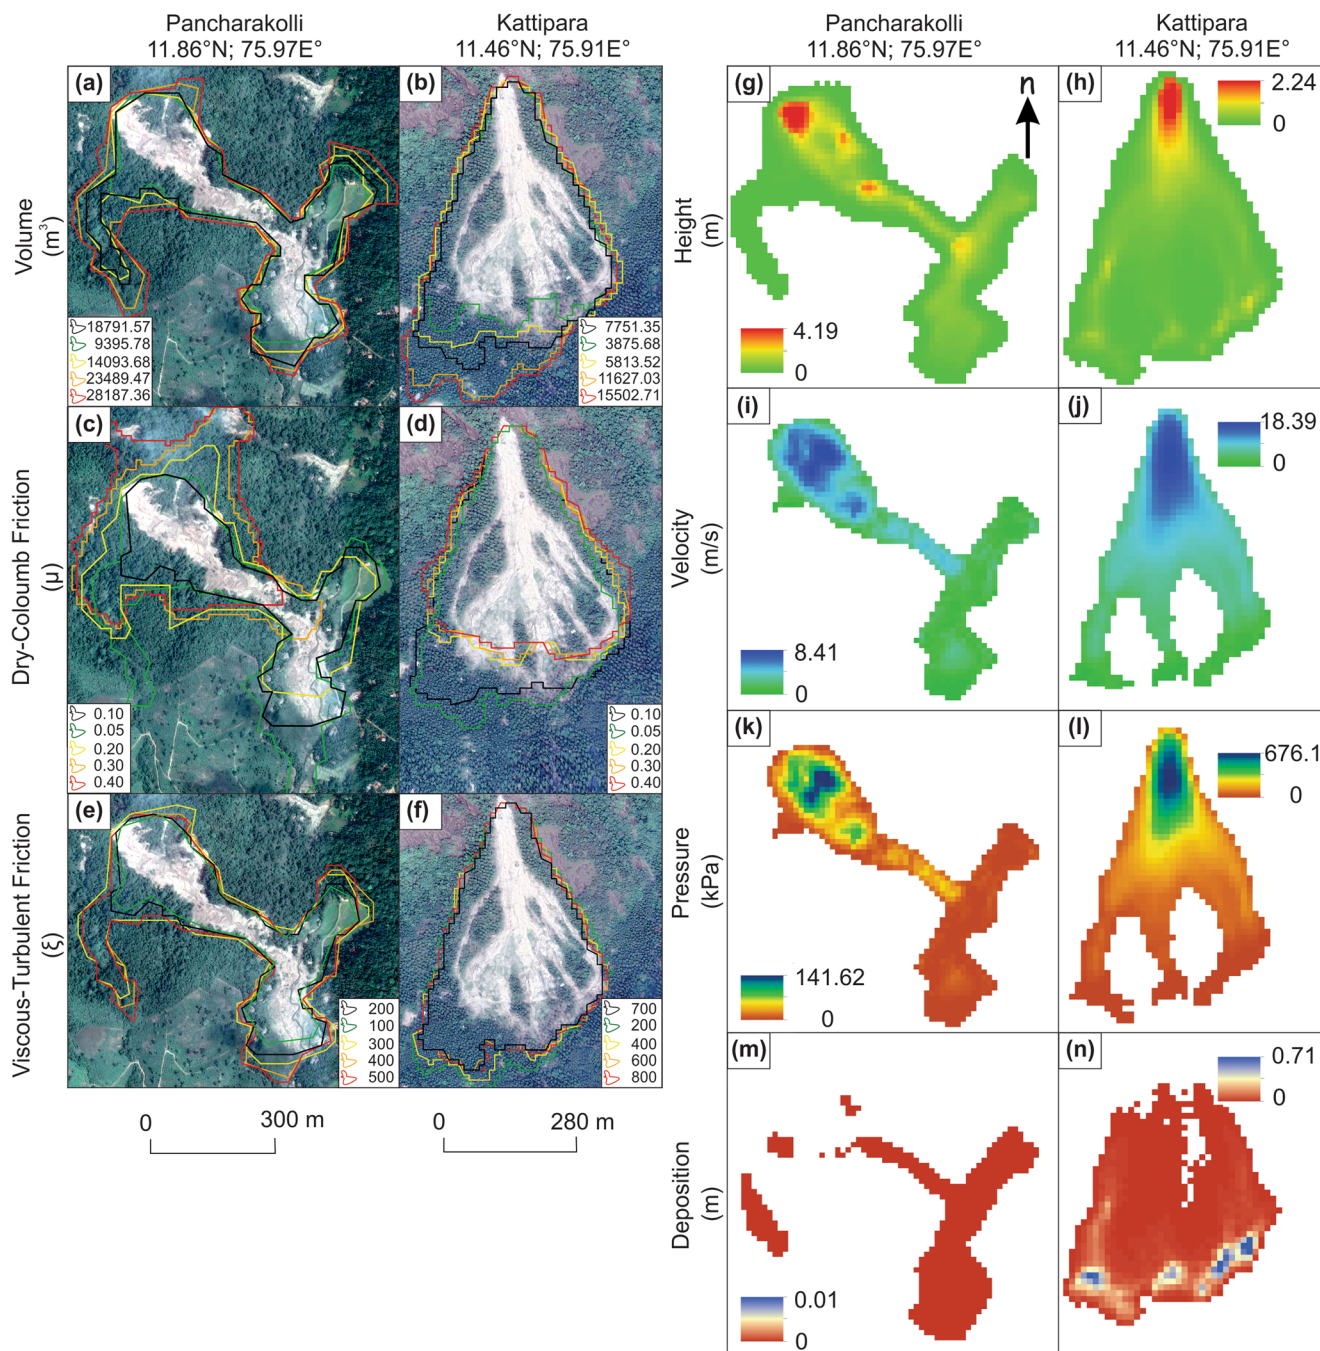 Pancharakolli
11.86°N; 75.97E°
Kattipara
11.46°N; 75.91E°
Pancharakolli
11.86°N; 75.97E°
Kattipara
11.46°N; 75.91E°
Volume
(m³)
(a)
18791.57
9395.78
14093.68
23489.47
28187.36
(b)
7751.35
3875.68
5813.52
11627.03
15502.71
Height
(m)
(g)
4.19
0
n
(h)
2.24
0
Dry-Coloumb Friction
(μ)
(c)
0.10
0.05
0.20
0.30
0.40
(d)
0.10
0.05
0.20
0.30
0.40
Velocity
(m/s)
(i)
8.41
0
(j)
18.39
0
Viscous-Turbulent Friction
(ξ)
(e)
200
100
300
400
500
(f)
700
200
400
600
800
Pressure
(kPa)
(k)
141.62
0
(l)
676.1
0
0 300 m
0 280 m
Deposition
(m)
(m)
0.01
0
(n)
0.71
0